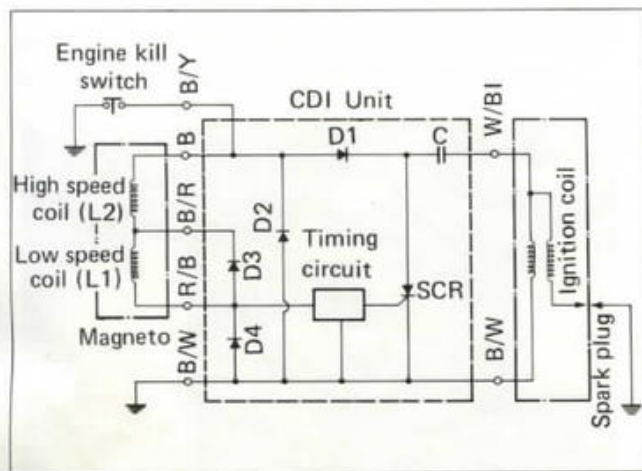 Engine kill
switch
B/Y
CDI Unit
W/Bl
B
D1
C
High speed
coil (L2)
B/R
D2
Timing
circuit
Ignition coil
Low speed
coil (L1)
D3
R/B
SCR
Magneto
B/W
D4
B/W
Spark plug